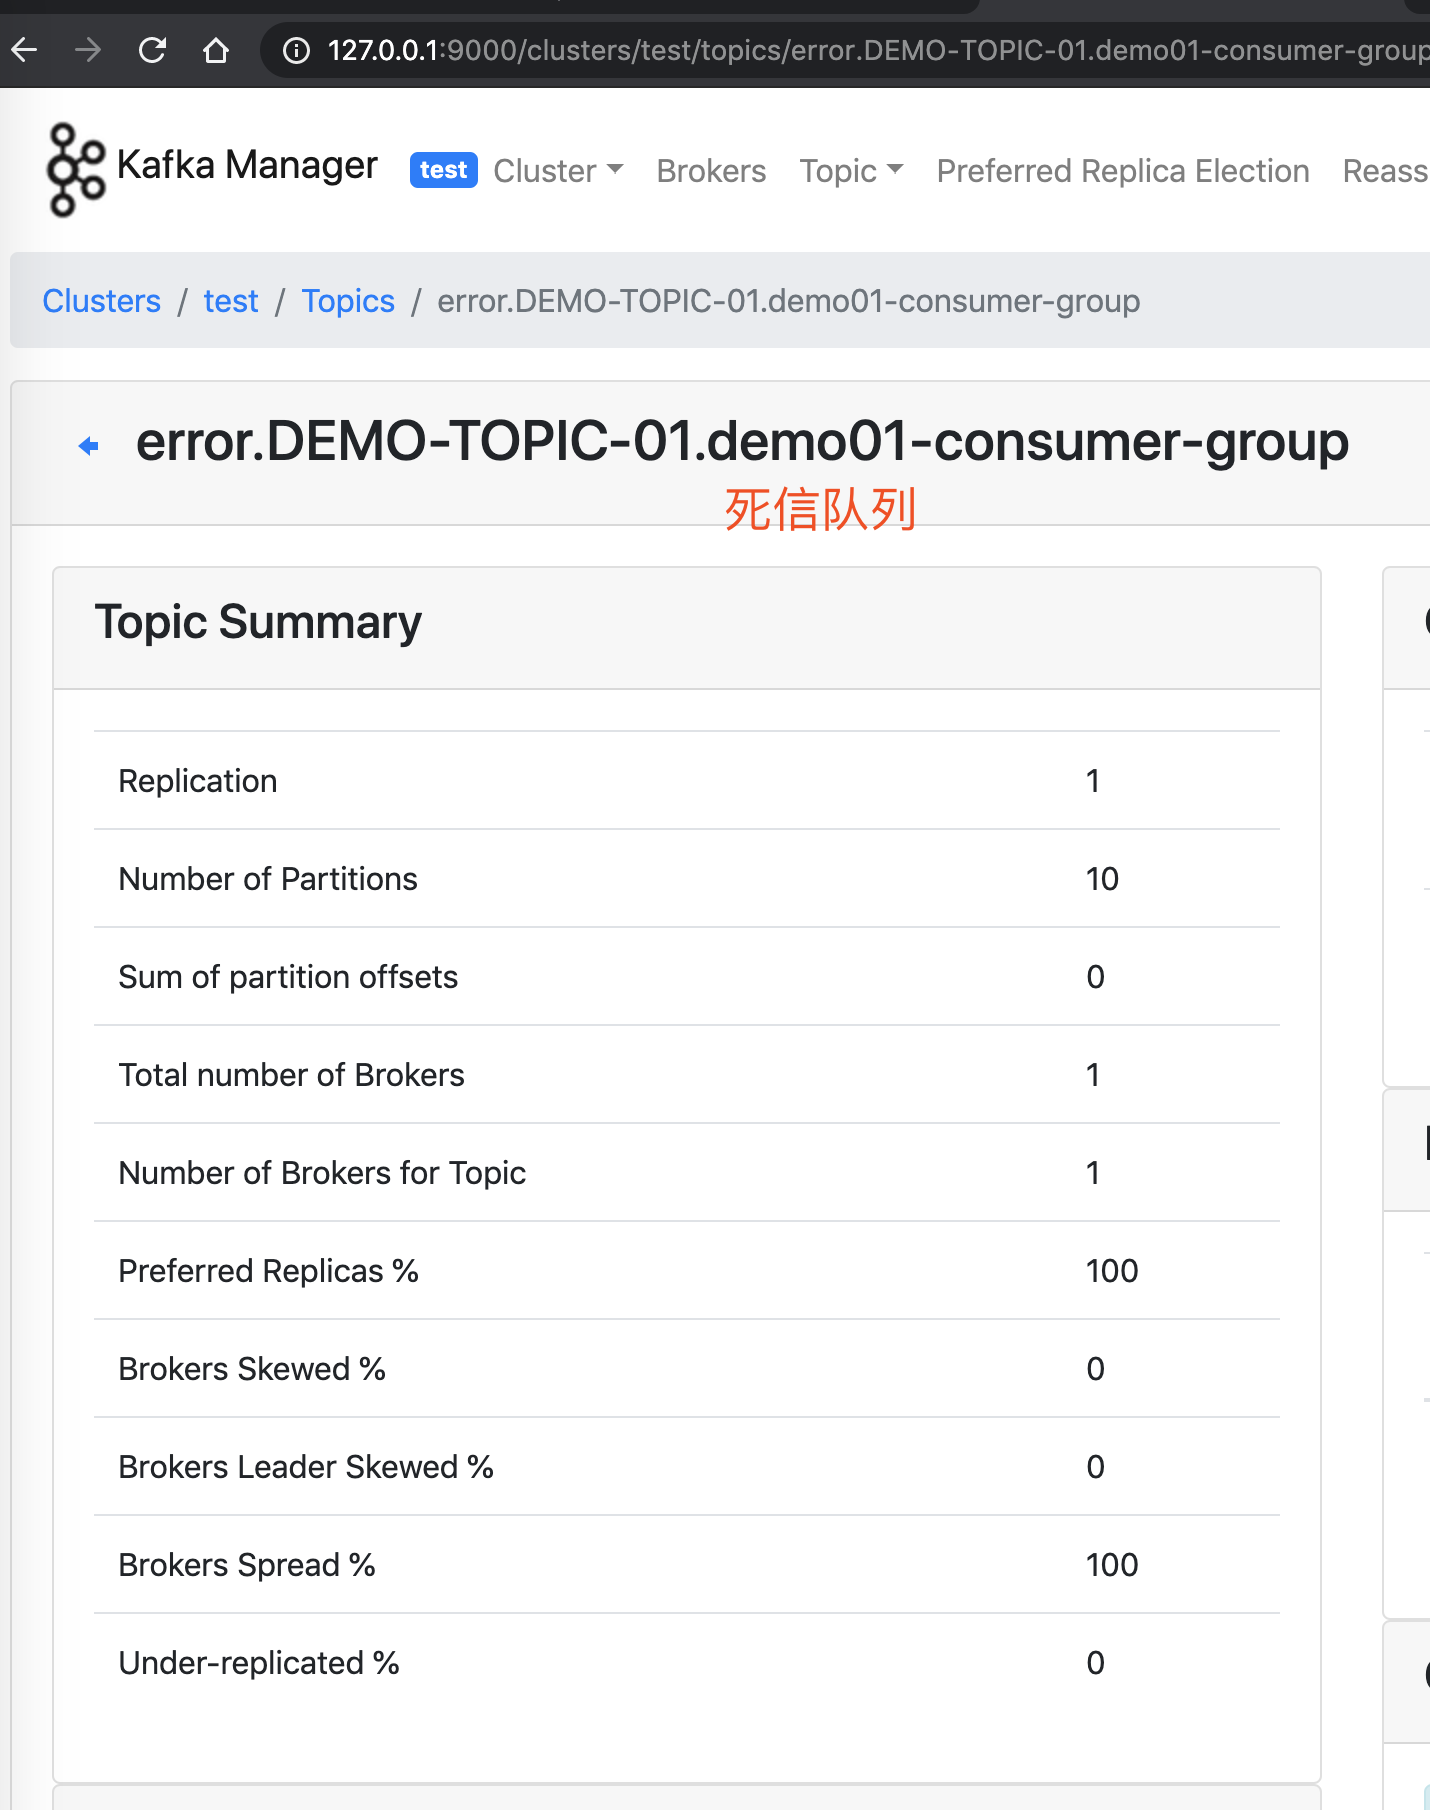 127.0.0.1:9000/clusters/test/topics/error.DEMO-TOPIC-01.demo01-consumer-group
Kafka Manager test Cluster Brokers Topic Preferred Replica Election Reass
Clusters / test / Topics / error.DEMO-TOPIC-01.demo01-consumer-group
error.DEMO-TOPIC-01.demo01-consumer-group
死信队列
Topic Summary
Replication 1
Number of Partitions 10
Sum of partition offsets 0
Total number of Brokers 1
Number of Brokers for Topic 1
Preferred Replicas % 100
Brokers Skewed % 0
Brokers Leader Skewed % 0
Brokers Spread % 100
Under-replicated % 0